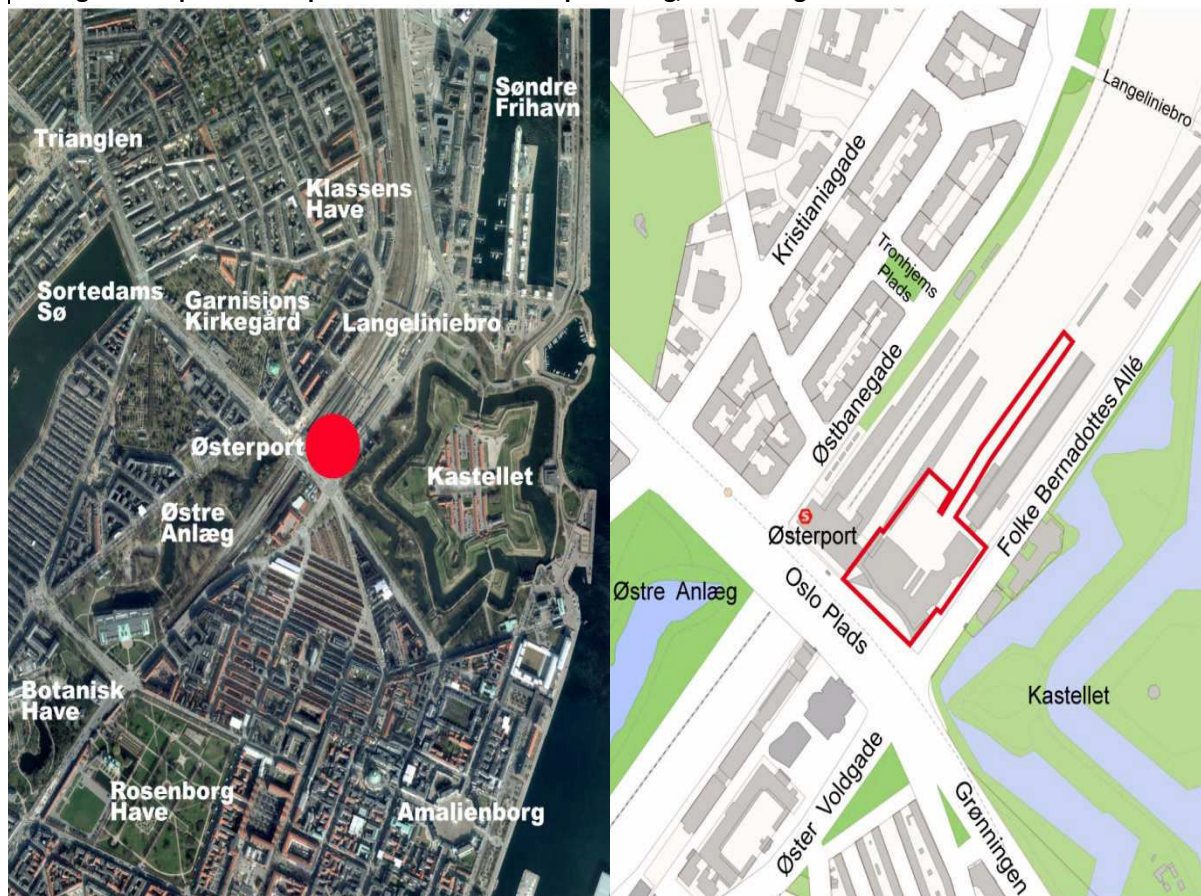 Søndre
Frihavn
Trianglen
Klassens
Have
Sortedams
Sø
Garnisions
Kirkegård
Langeliniebro
Østerport
Kastellet
Østre
Anlæg
Botanisk
Have
Rosenborg
Have
Amalienborg
Langeliniebro
Kristianiagade
Tronhjems
Plads
Østbanegade
Folke Bernadottes Allé
S
Østerport
Oslo Plads
Østre Anlæg
Kastellet
Øster Voldgade
Grønningen